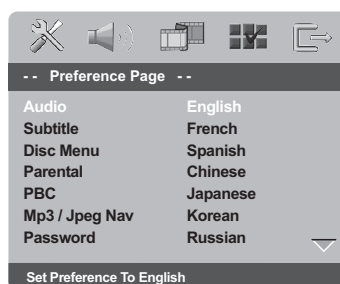 -- Preference Page --
Audio English
Subtitle French
Disc Menu Spanish
Parental Chinese
PBC Japanese
Mp3 / Jpeg Nav Korean
Password Russian
Set Preference To English